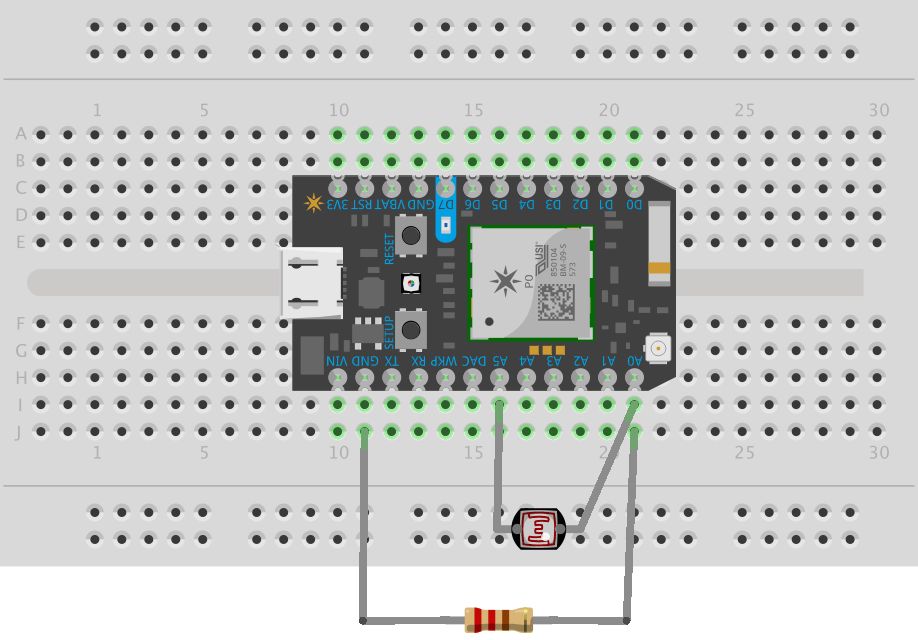 1 5 10 15 20 25 30
A
B
C
3V3 RST VBAT GND D7 D6 D5 D4 D3 D2 D1 D0
D
E
RESET
USI
850104
BM-09-S
573
P0
F
SETUP
G
VIN GND TX RX WKP DAC A5 A4 A3 A2 A1 A0
H
I
J
1 5 10 15 20 25 30